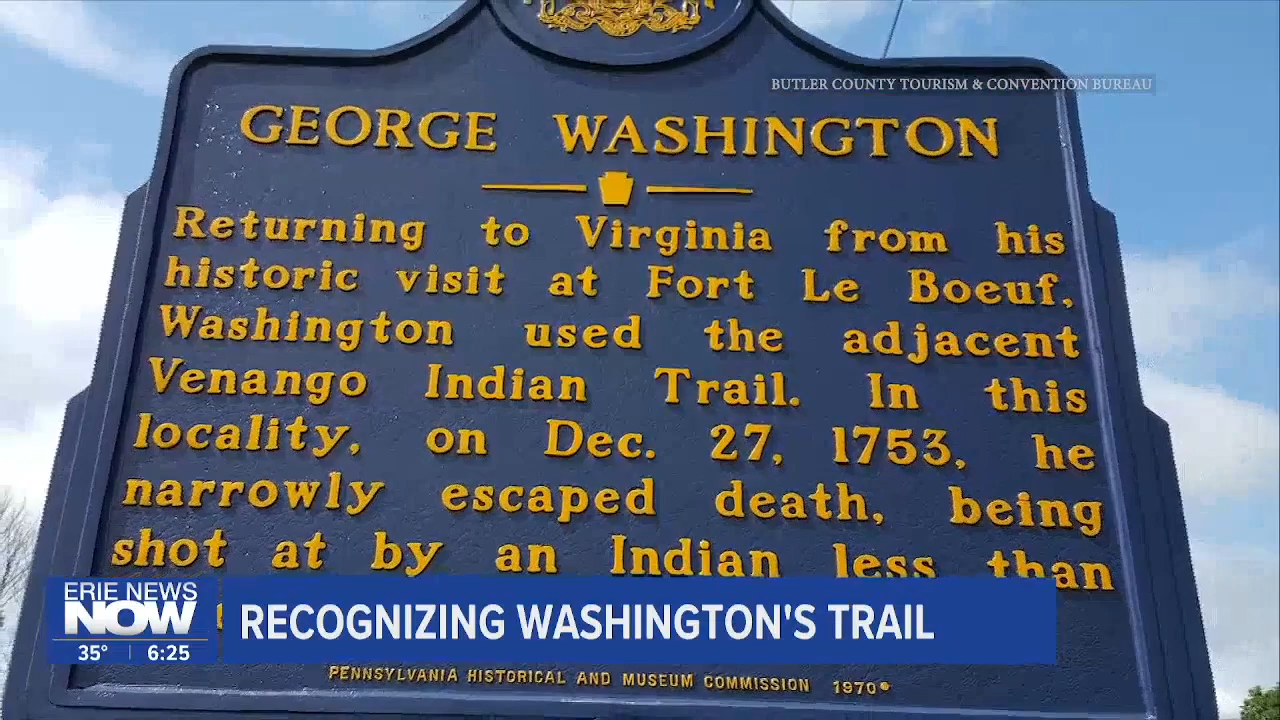 BUTLER COUNTY TOURISM & CONVENTION BUREAU
GEORGE WASHINGTON
Returning to Virginia from his
historic visit at Fort Le Boeuf,
Washington used the adjacent
Venango Indian Trail. In this
locality, on Dec. 27, 1753, he
narrowly escaped death, being
shot at by an Indian less than
ERIE NEWS
NOW
35° 6:25
RECOGNIZING WASHINGTON'S TRAIL
PENNSYLVANIA HISTORICAL AND MUSEUM COMMISSION 1970